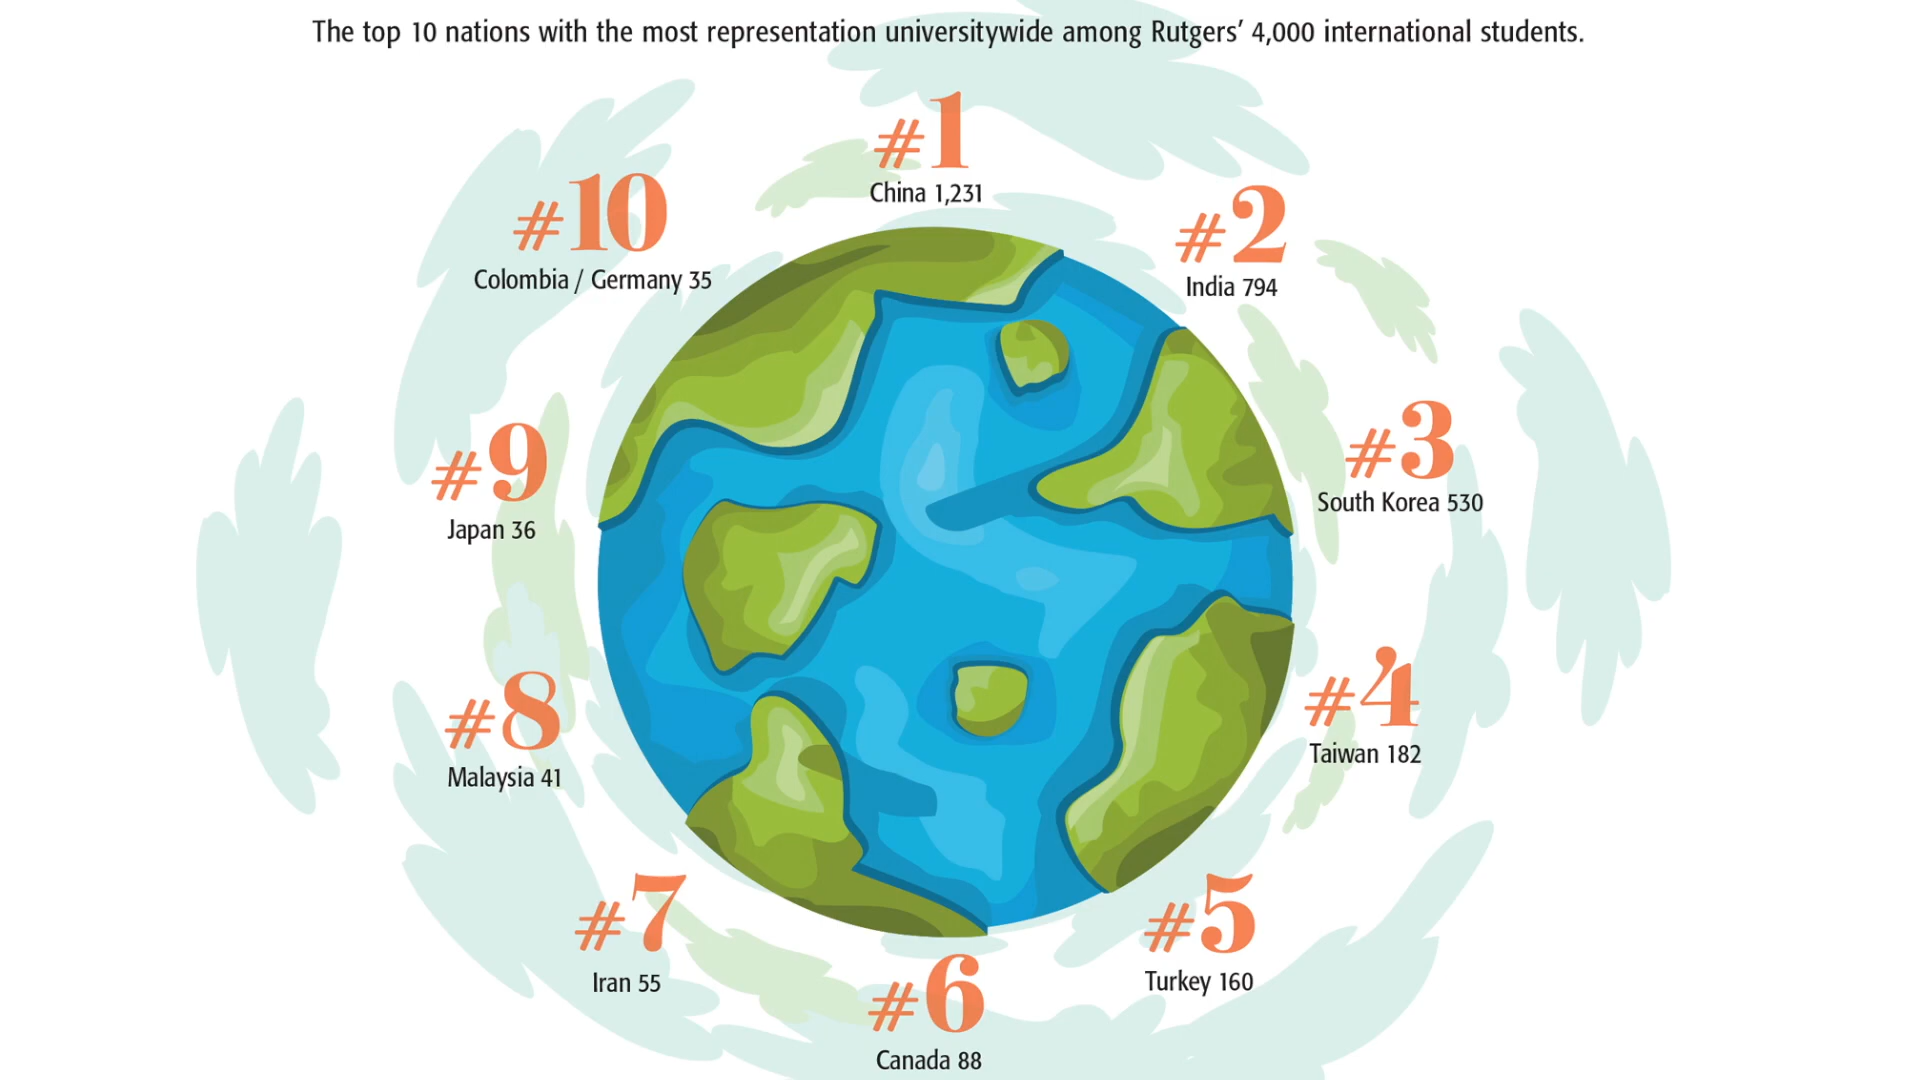 The top 10 nations with the most representation universitywide among Rutgers’ 4,000 international students.
#1
China 1,231
#2
India 794
#3
South Korea 530
#4
Taiwan 182
#5
Turkey 160
#6
Canada 88
#7
Iran 55
#8
Malaysia 41
#9
Japan 36
#10
Colombia / Germany 35